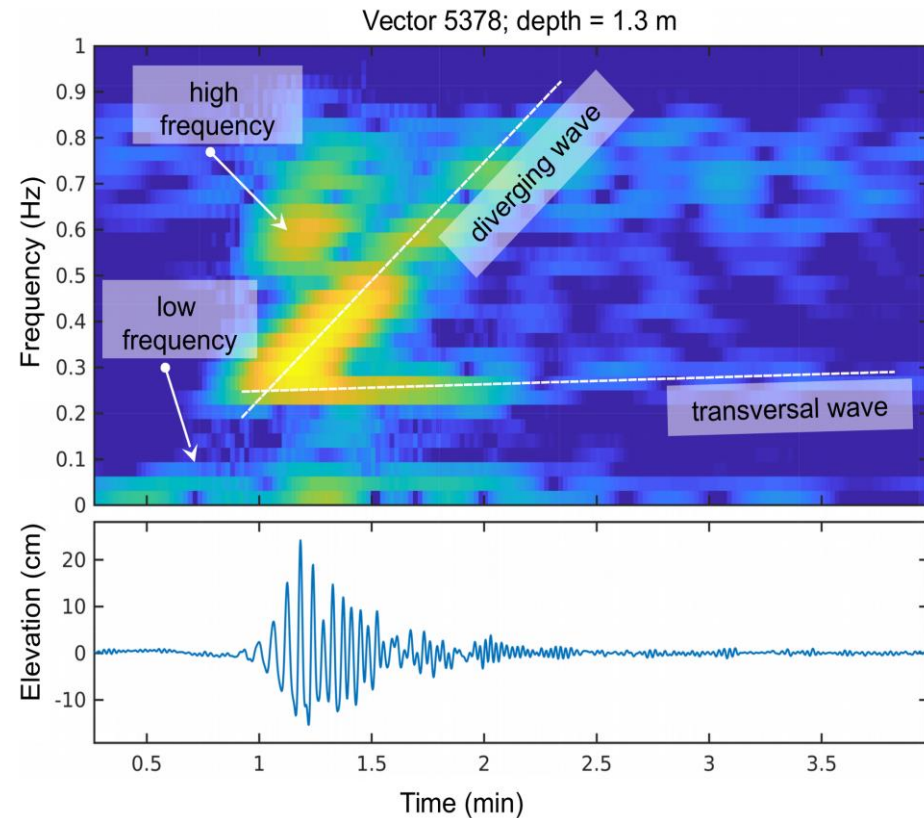 Vector 5378; depth = 1.3 m
Frequency (Hz)
1
0.9
0.8
0.7
0.6
0.5
0.4
0.3
0.2
0.1
0
high
frequency
diverging wave
low
frequency
transversal wave
Elevation (cm)
20
10
0
-10
0.5
1
1.5
2
2.5
3
3.5
Time (min)